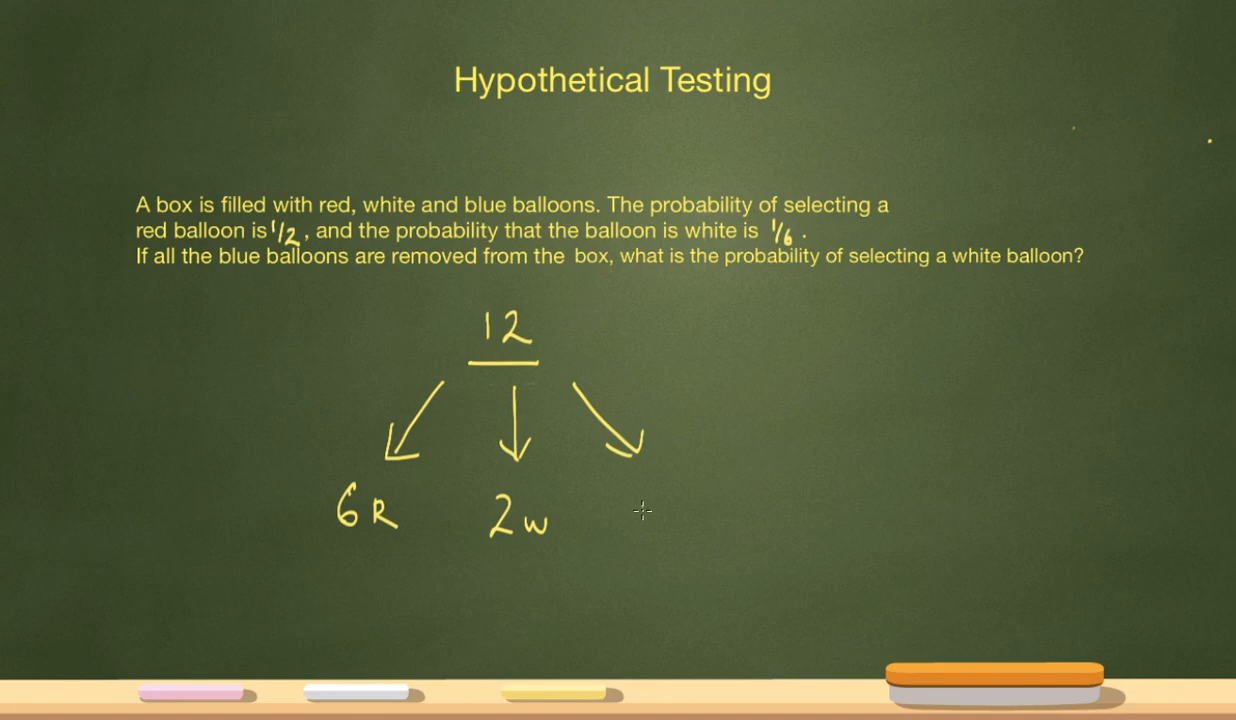 Hypothetical Testing
A box is filled with red, white and blue balloons. The probability of selecting a
red balloon is 1/2, and the probability that the balloon is white is 1/6.
If all the blue balloons are removed from the box, what is the probability of selecting a white balloon?
12
6R 2w